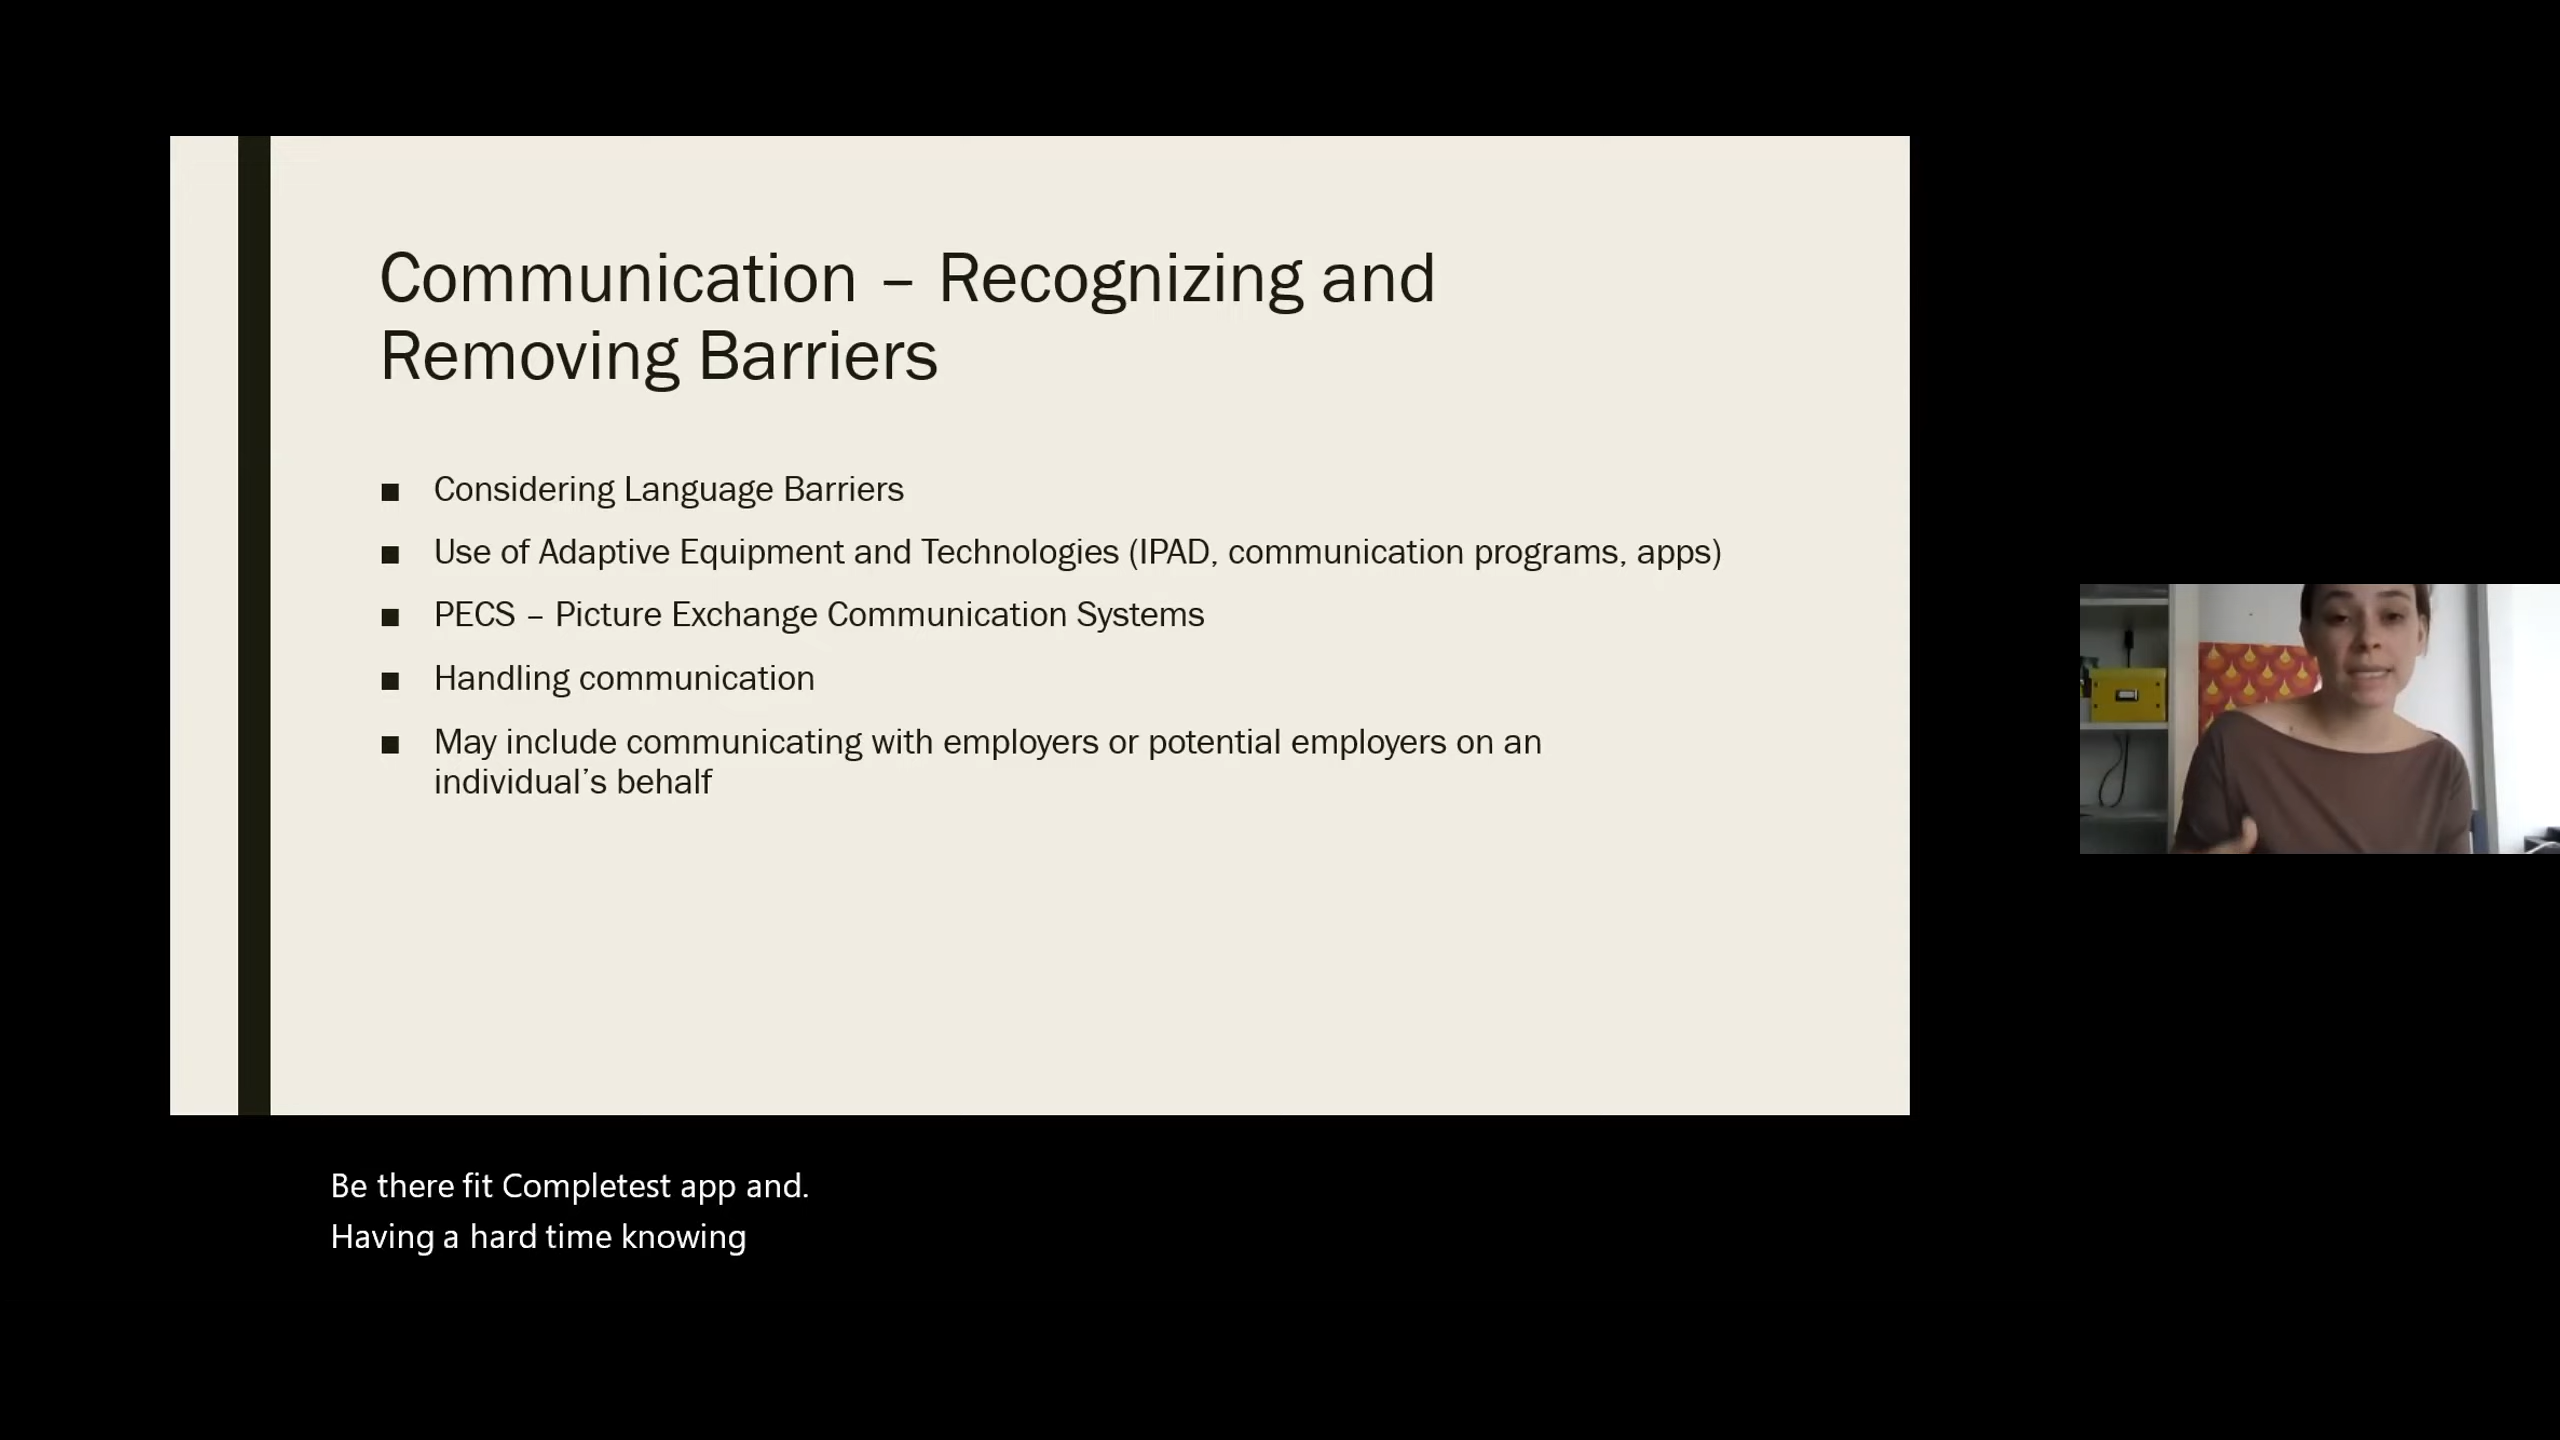 Communication – Recognizing and
Removing Barriers
■ Considering Language Barriers
■ Use of Adaptive Equipment and Technologies (IPAD, communication programs, apps)
■ PECS – Picture Exchange Communication Systems
■ Handling communication
■ May include communicating with employers or potential employers on an
individual’s behalf
Be there fit Completest app and.
Having a hard time knowing